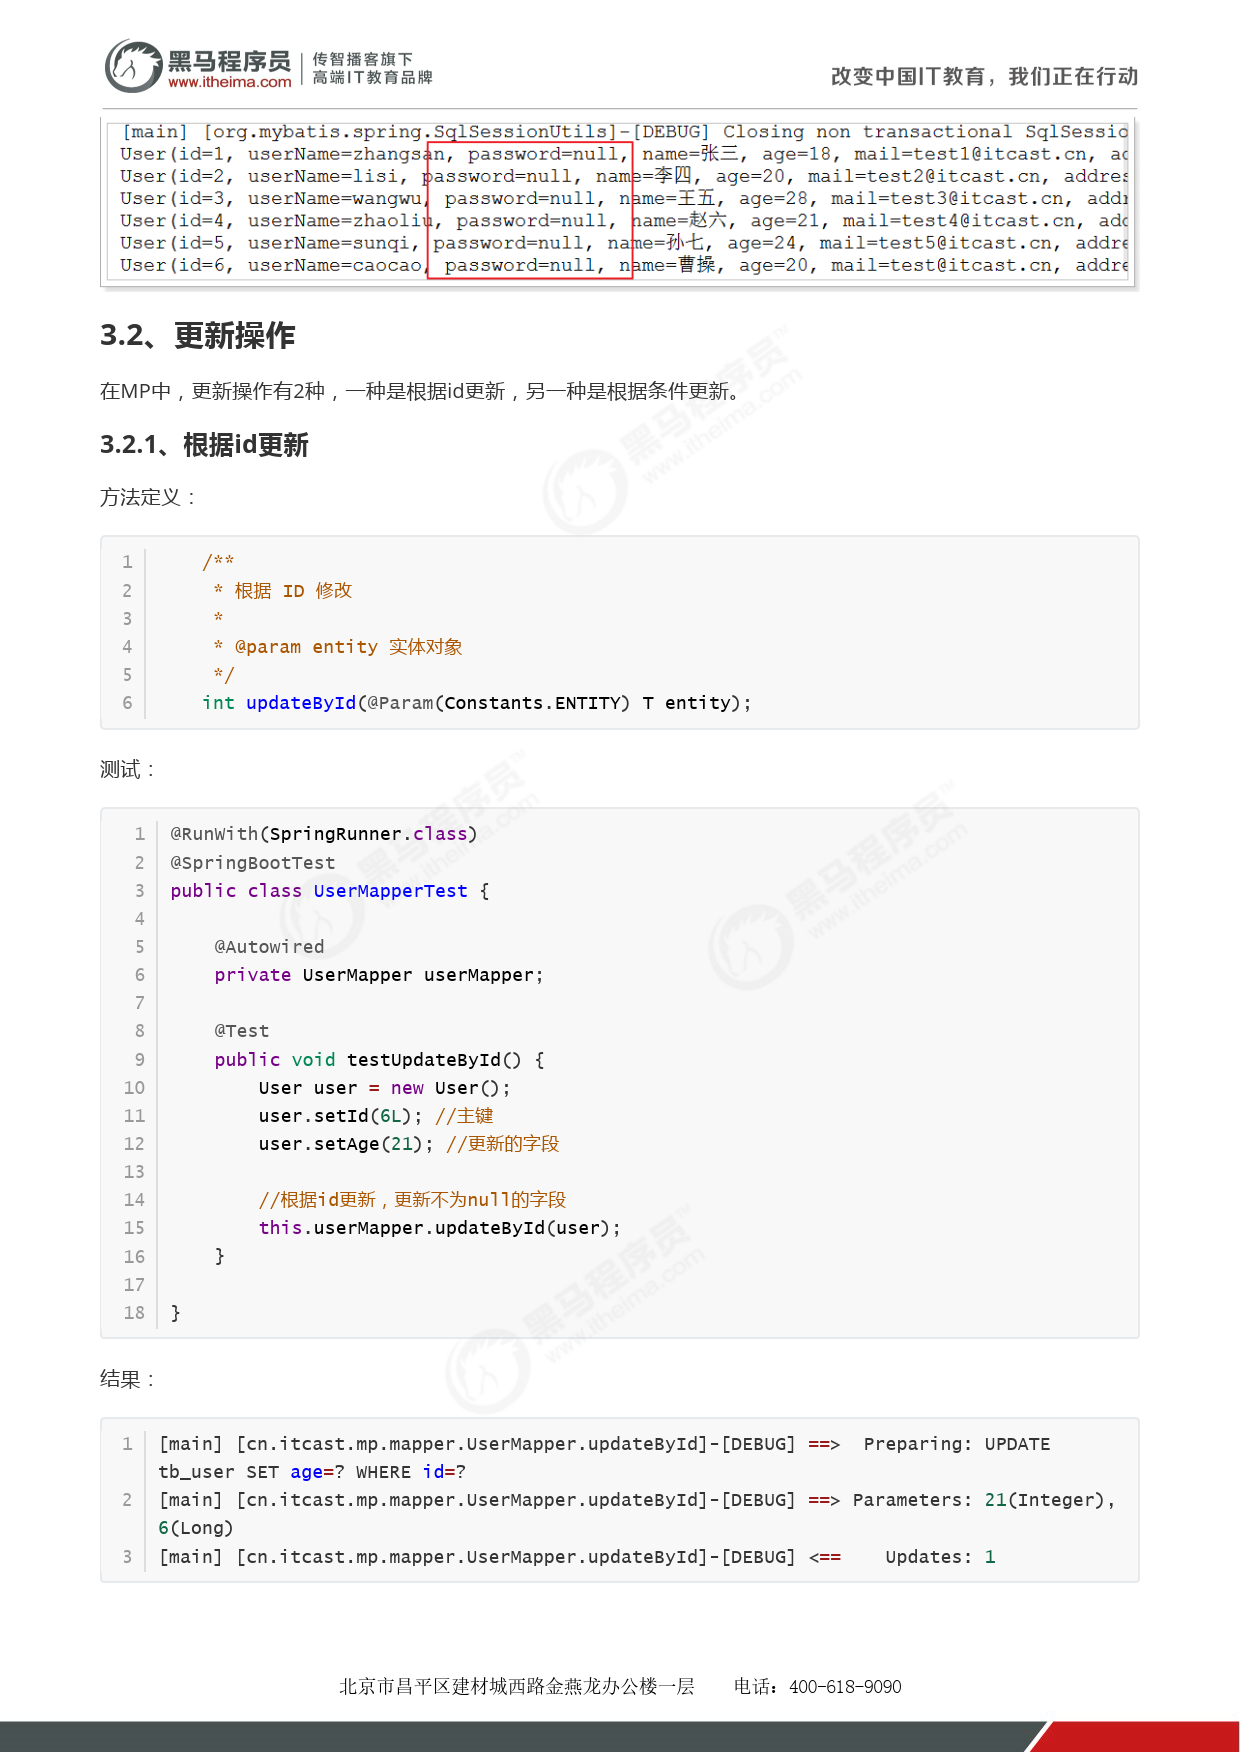 黑马程序员
www.itheima.com
传智播客旗下
高端IT教育品牌
改变中国IT教育，我们正在行动
[main] [org.mybatis.spring.SqlSessionUtils]-[DEBUG] Closing non transactional SqlSessio
User(id=1, userName=zhangsan, password=null, name=张三, age=18, mail=test1@itcast.cn, ad
User(id=2, userName=lisi, password=null, name=李四, age=20, mail=test2@itcast.cn, addres
User(id=3, userName=wangwu, password=null, name=王五, age=28, mail=test3@itcast.cn, addr
User(id=4, userName=zhaoliu, password=null, name=赵六, age=21, mail=test4@itcast.cn, add
User(id=5, userName=sunqi, password=null, name=孙七, age=24, mail=test5@itcast.cn, addre
User(id=6, userName=caocao, password=null, name=曹操, age=20, mail=test@itcast.cn, addre
3.2、更新操作
在MP中，更新操作有2种，一种是根据id更新，另一种是根据条件更新。
3.2.1、根据id更新
方法定义：
1 /**
2 * 根据 ID 修改
3 *
4 * @param entity 实体对象
5 */
6 int updateById(@Param(Constants.ENTITY) T entity);
测试：
1 @RunWith(SpringRunner.class)
2 @SpringBootTest
3 public class UserMapperTest {
4
5 @Autowired
6 private UserMapper userMapper;
7
8 @Test
9 public void testUpdateById() {
10 User user = new User();
11 user.setId(6L); //主键
12 user.setAge(21); //更新的字段
13
14 //根据id更新，更新不为null的字段
15 this.userMapper.updateById(user);
16 }
17
18 }
结果：
1 [main] [cn.itcast.mp.mapper.UserMapper.updateById]-[DEBUG] ==>  Preparing: UPDATE
tb_user SET age=? WHERE id=?
2 [main] [cn.itcast.mp.mapper.UserMapper.updateById]-[DEBUG] ==> Parameters: 21(Integer),
6(Long)
3 [main] [cn.itcast.mp.mapper.UserMapper.updateById]-[DEBUG] <==    Updates: 1
北京市昌平区建材城西路金燕龙办公楼一层 电话：400-618-9090